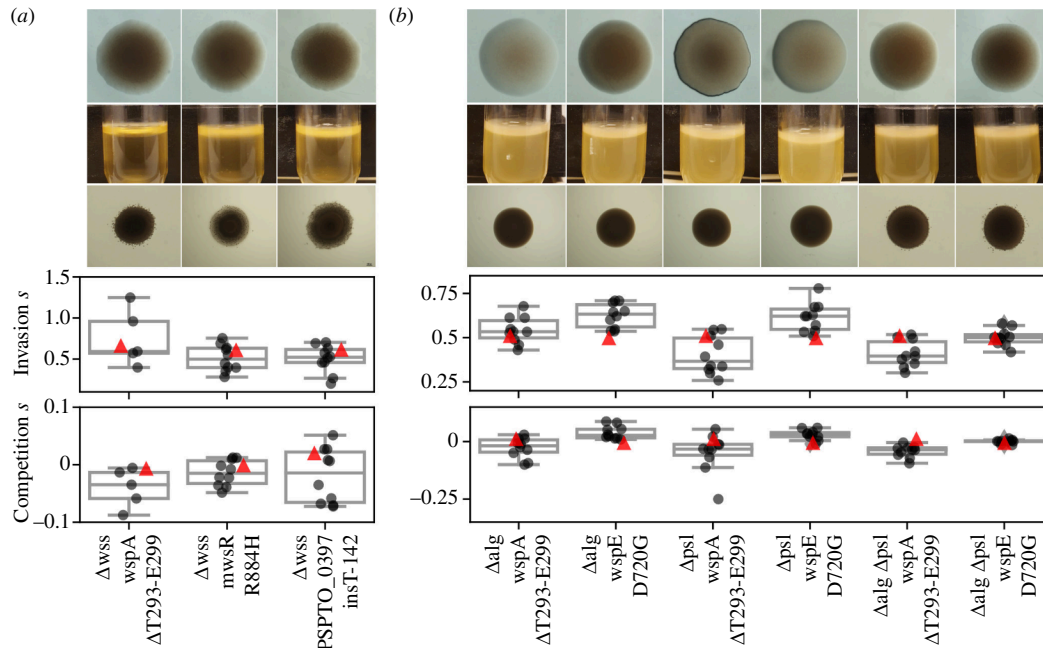 (a)
(b)
Invasion s
1.5
1.0
0.5
0.75
0.50
0.25
Competition s
0.1
0
−0.1
0
−0.25
Δwss
wspA
ΔT293-E299
Δwss
mwsR
R884H
Δwss
PSPTO_0397
insT-142
Δalg
wspA
ΔT293-E299
Δalg
wspE
D720G
Δpsl
wspA
ΔT293-E299
Δpsl
wspE
D720G
Δalg Δpsl
wspA
ΔT293-E299
Δalg Δpsl
wspE
D720G